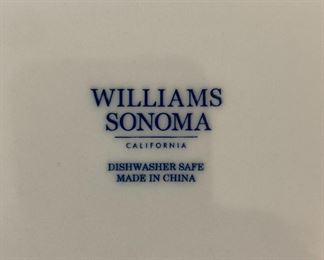 WILLIAMS
SONOMA
CALIFORNIA
DISHWASHER SAFE
MADE IN CHINA